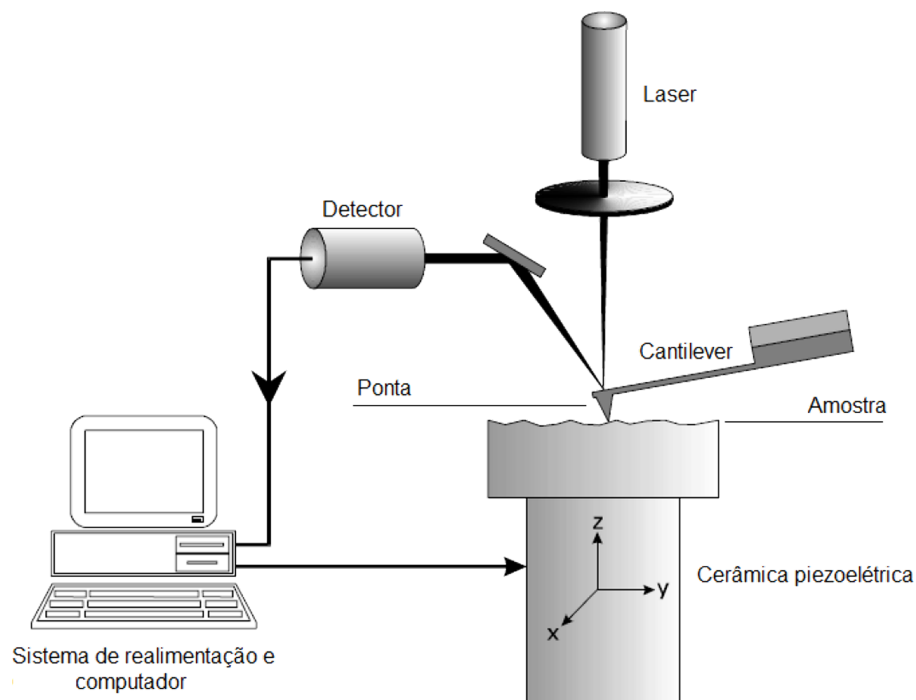 Laser
Detector
Cantilever
Ponta
Amostra
z
y
x
Cerâmica piezoelétrica
Sistema de realimentação e
computador